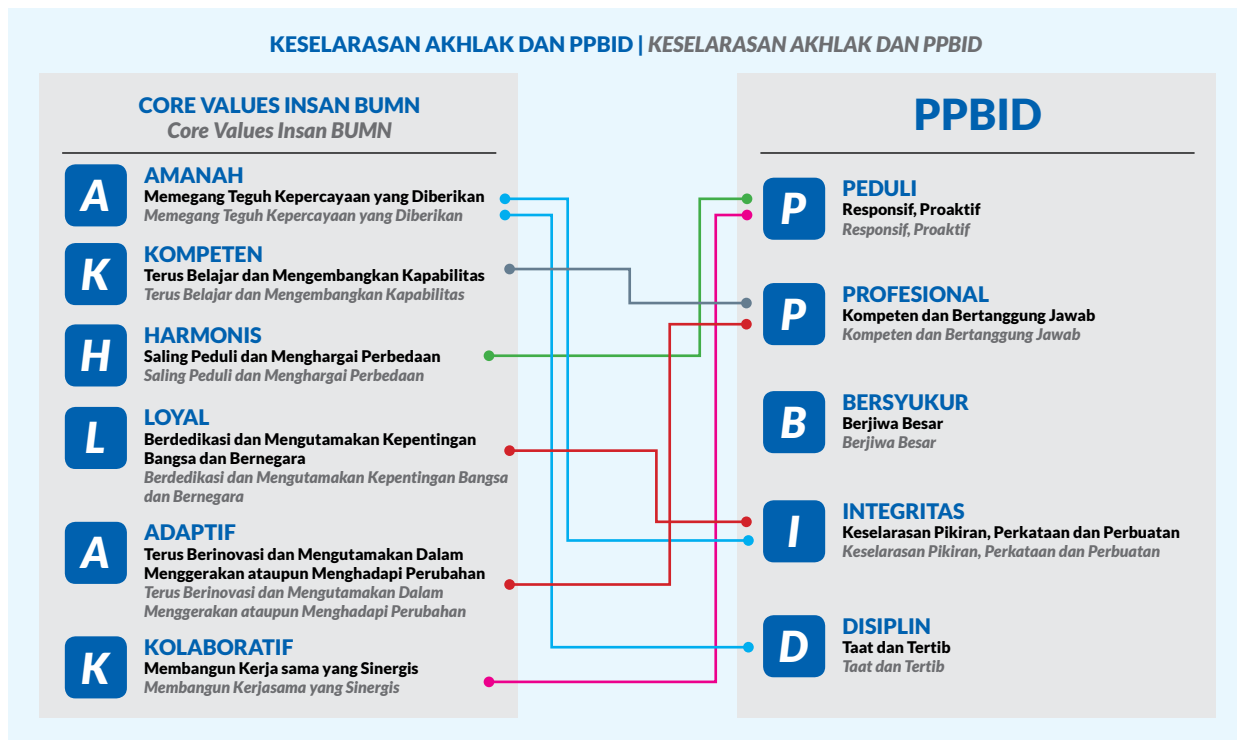 KESELARASAN AKHLAK DAN PPBID | KESELARASAN AKHLAK DAN PPBID
CORE VALUES INSAN BUMN
Core Values Insan BUMN
A
AMANAH
Memegang Teguh Kepercayaan yang Diberikan
Memegang Teguh Kepercayaan yang Diberikan
K
KOMPETEN
Terus Belajar dan Mengembangkan Kapabilitas
Terus Belajar dan Mengembangkan Kapabilitas
H
HARMONIS
Saling Peduli dan Menghargai Perbedaan
Saling Peduli dan Menghargai Perbedaan
L
LOYAL
Berdedikasi dan Mengutamakan Kepentingan
Bangsa dan Bernegara
Berdedikasi dan Mengutamakan Kepentingan Bangsa
dan Bernegara
A
ADAPTIF
Terus Berinovasi dan Mengutamakan Dalam
Menggerakan ataupun Menghadapi Perubahan
Terus Berinovasi dan Mengutamakan Dalam
Menggerakan ataupun Menghadapi Perubahan
K
KOLABORATIF
Membangun Kerja sama yang Sinergis
Membangun Kerjasama yang Sinergis
PPBID
P
PEDULI
Responsif, Proaktif
Responsif, Proaktif
P
PROFESIONAL
Kompeten dan Bertanggung Jawab
Kompeten dan Bertanggung Jawab
B
BERSYUKUR
Berjiwa Besar
Berjiwa Besar
I
INTEGRITAS
Keselarasan Pikiran, Perkataan dan Perbuatan
Keselarasan Pikiran, Perkataan dan Perbuatan
D
DISIPLIN
Taat dan Tertib
Taat dan Tertib